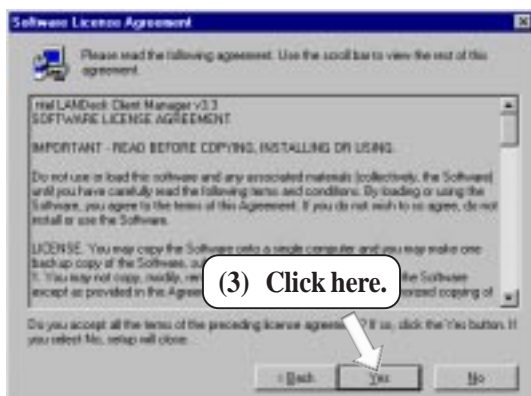 Software License Agreement
Please read the following agreement. Use the scroll bar to view the rest of this
agreement.
ntel LANDesk Client Manager v3.3
SOFTWARE LICENSE AGREEMENT
IMPORTANT - READ BEFORE COPYING, INSTALLING OR USING.
Do not use or load this software and any associated materials (collectively, the Software)
until you have carefully read the following terms and conditions. By loading or using the
Software, you agree to the terms of this Agreement. If you do not wish to so agree, do not
install or use the Software.
LICENSE. You may copy the Software onto a single computer and you may make one
backup copy of the Software,
1. You may not copy, modify, the Software
except as provided in this copying of
(3) Click here.
Do you accept all the terms of the preceding license agreement? If so, click the Yes button. If
you select No, setup will close.
< Back
Yes
No